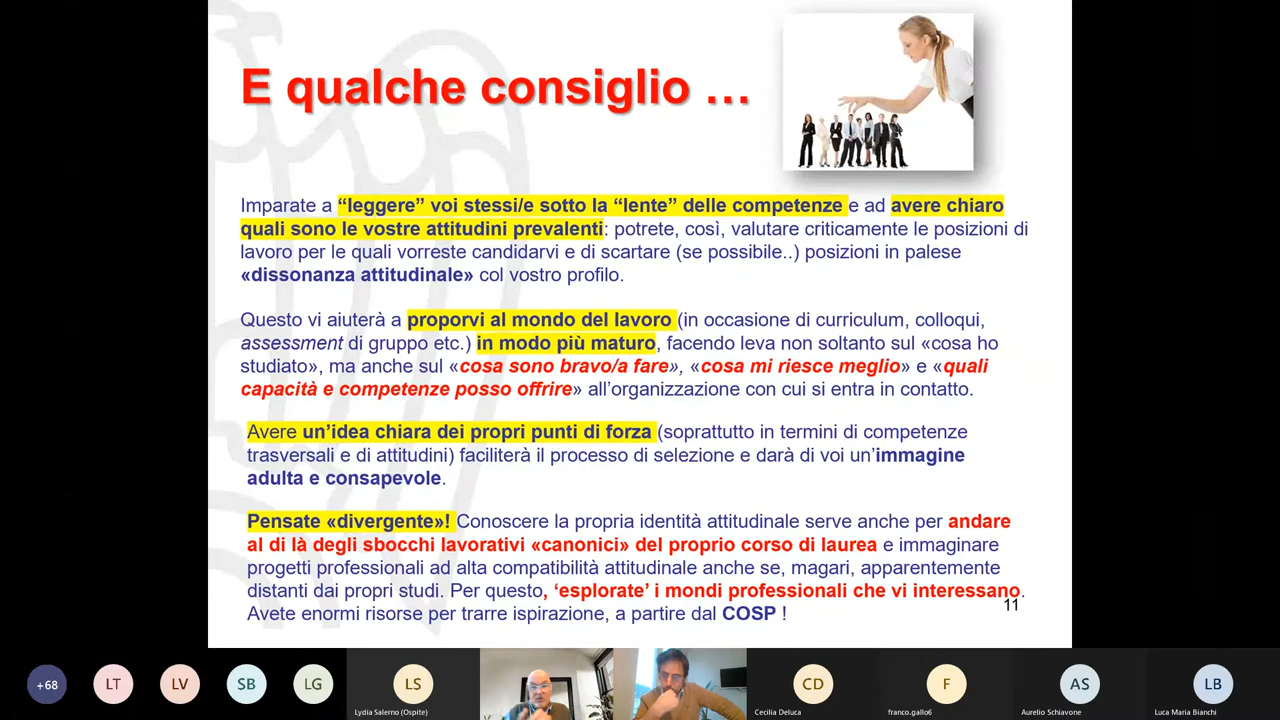 E qualche consiglio …
Imparate a “leggere” voi stessi/e sotto la “lente” delle competenze e ad avere chiaro
quali sono le vostre attitudini prevalenti: potrete, così, valutare criticamente le posizioni di
lavoro per le quali vorreste candidarvi e di scartare (se possibile..) posizioni in palese
«dissonanza attitudinale» col vostro profilo.
Questo vi aiuterà a proporvi al mondo del lavoro (in occasione di curriculum, colloqui,
assessment di gruppo etc.) in modo più maturo, facendo leva non soltanto sul «cosa ho
studiato», ma anche sul «cosa sono bravo/a fare», «cosa mi riesce meglio» e «quali
capacità e competenze posso offrire» all’organizzazione con cui si entra in contatto.
Avere un’idea chiara dei propri punti di forza (soprattutto in termini di competenze
trasversali e di attitudini) faciliterà il processo di selezione e darà di voi un’immagine
adulta e consapevole.
Pensate «divergente»! Conoscere la propria identità attitudinale serve anche per andare
al di là degli sbocchi lavorativi «canonici» del proprio corso di laurea e immaginare
progetti professionali ad alta compatibilità attitudinale anche se, magari, apparentemente
distanti dai propri studi. Per questo, ‘esplorate’ i mondi professionali che vi interessano.
Avete enormi risorse per trarre ispirazione, a partire dal COSP !
11
+68
LT
LV
SB
LG
LS
Lydia Salerno (Ospite)
CD
Cecilia Deluca
F
franco.gallo6
AS
Aurelio Schiavone
LB
Luca Maria Bianchi